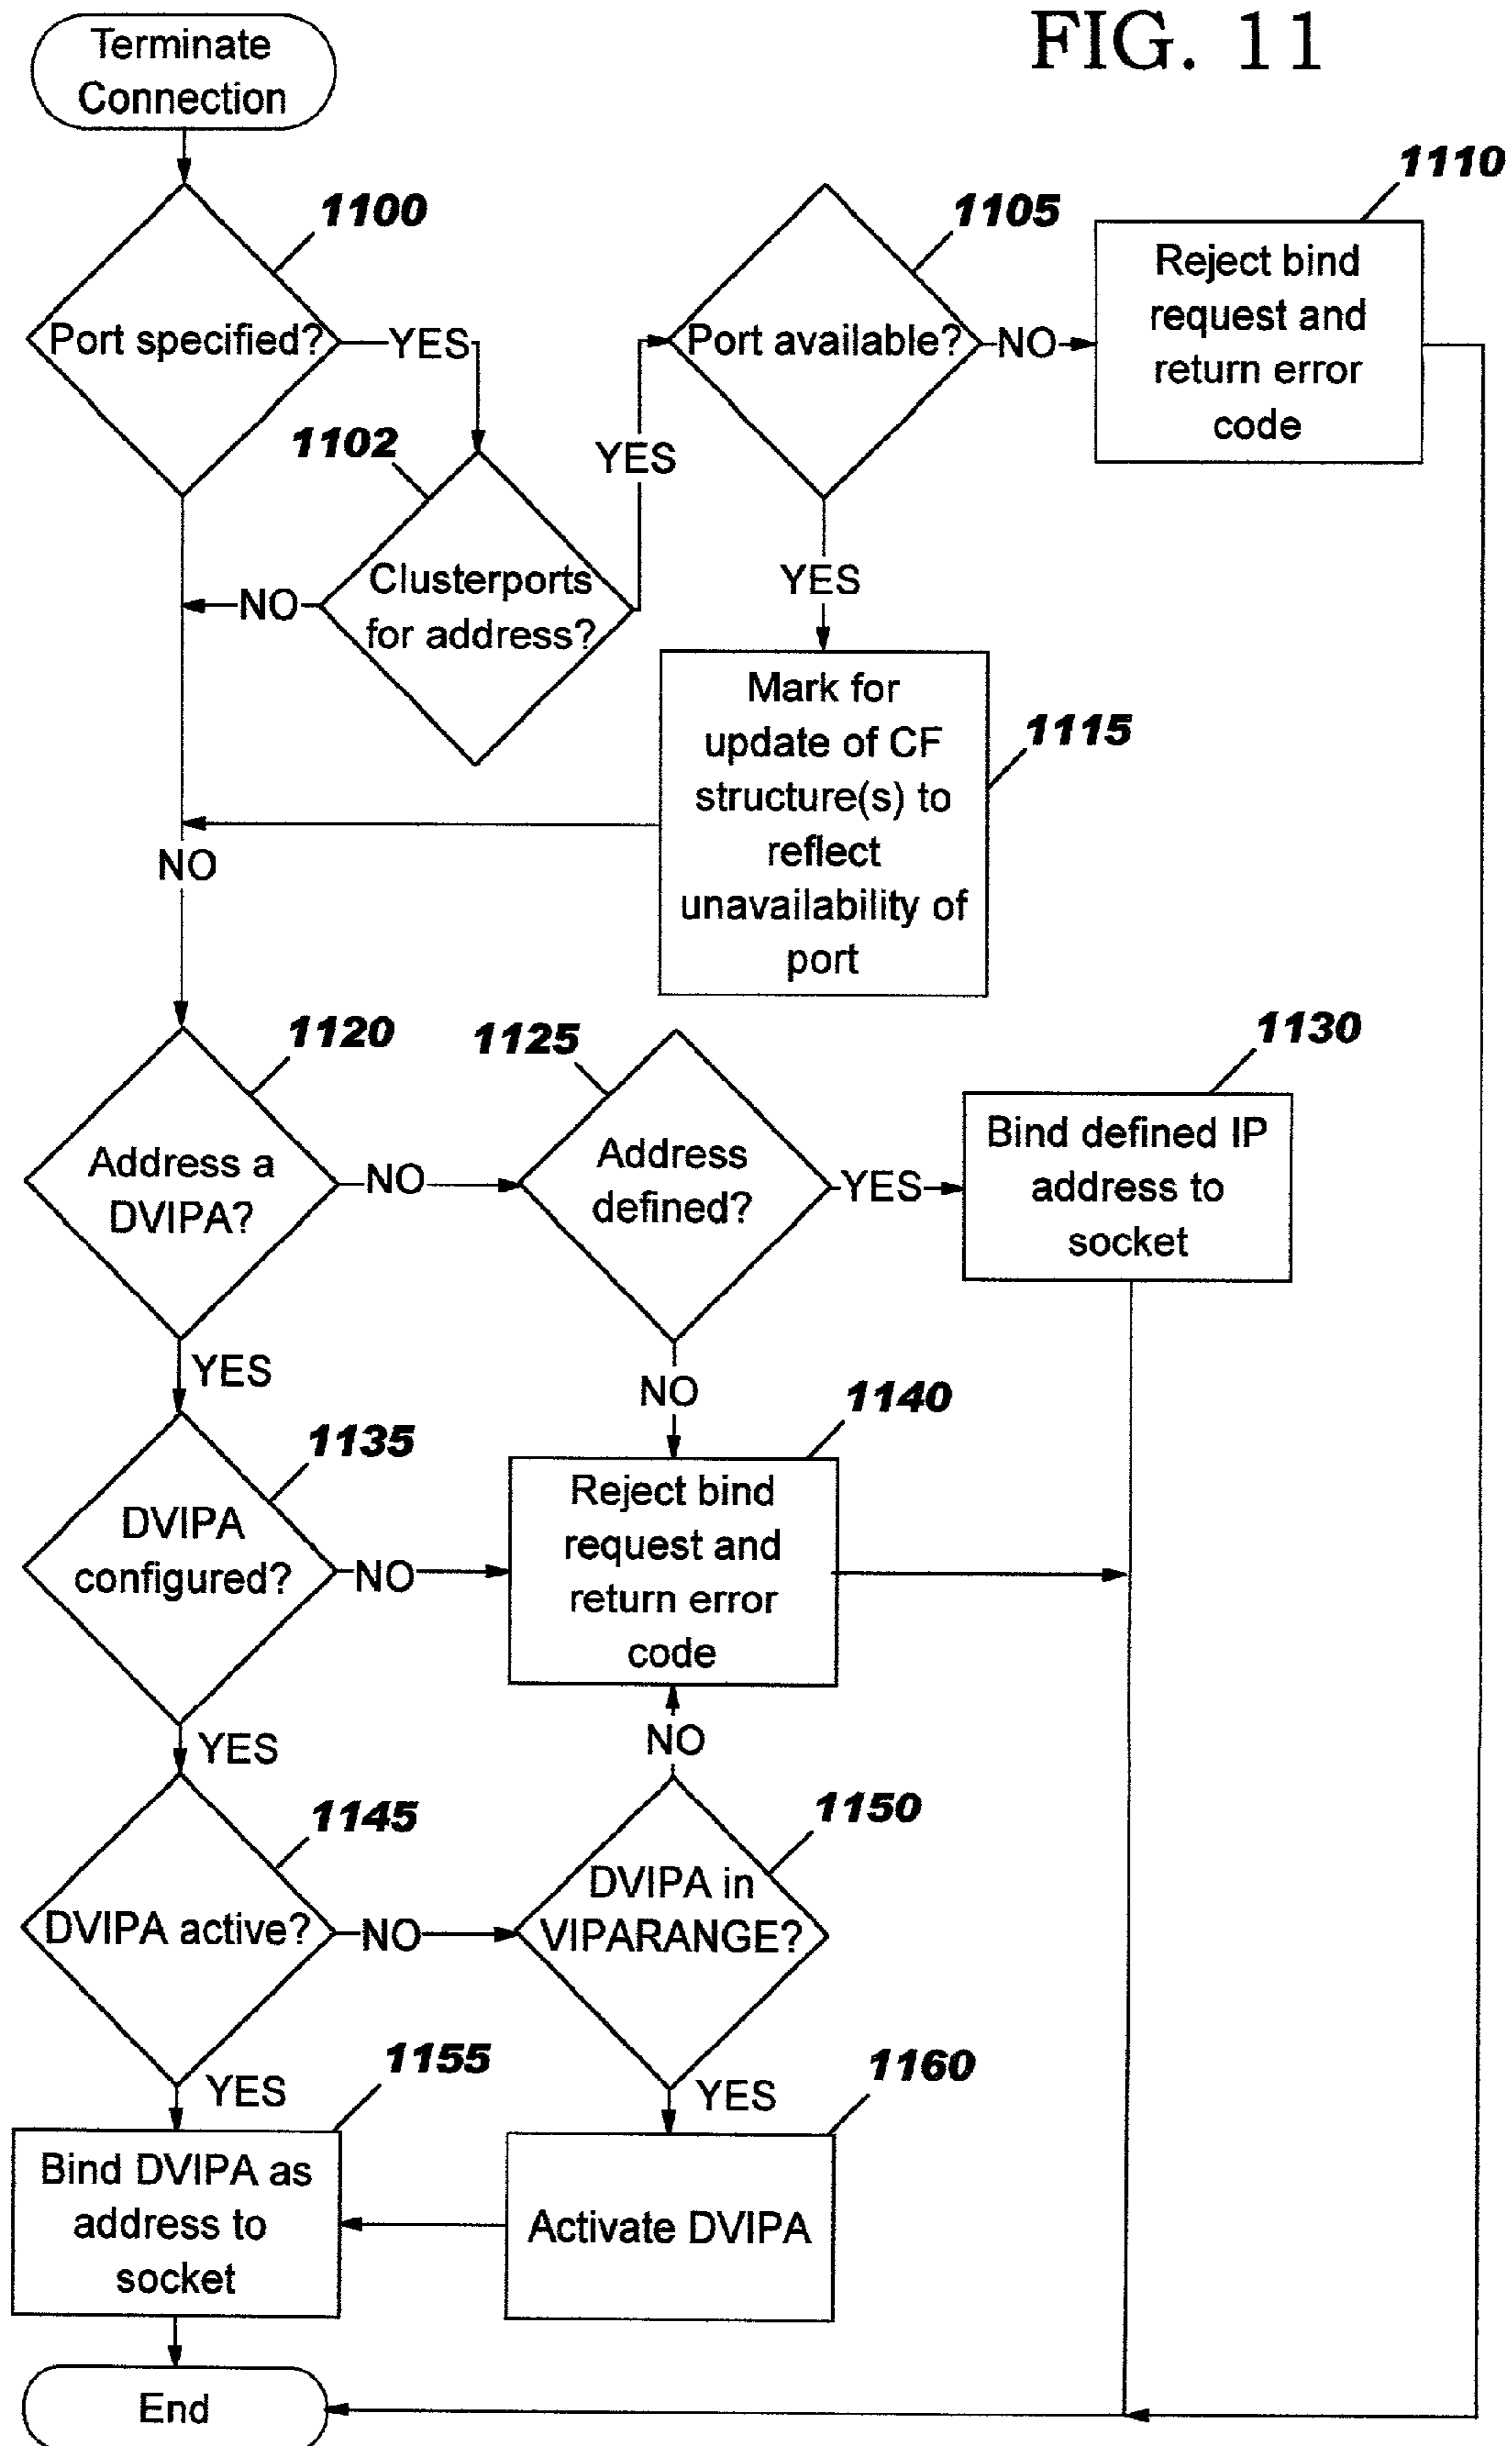 FIG. 11
Terminate
Connection
1100
Port specified?
YES
1102
Clusterports
for address?
NO
YES
1105
Port available?
NO
1110
Reject bind
request and
return error
code
YES
Mark for
update of CF
structure(s) to
reflect
unavailability of
port
1115
NO
1120
Address a
DVIPA?
NO
1125
Address
defined?
YES
1130
Bind defined IP
address to
socket
YES
NO
1135
DVIPA
configured?
NO
1140
Reject bind
request and
return error
code
YES
NO
1145
DVIPA active?
NO
1150
DVIPA in
VIPARANGE?
YES
YES
1155
Bind DVIPA as
address to
socket
1160
Activate DVIPA
End